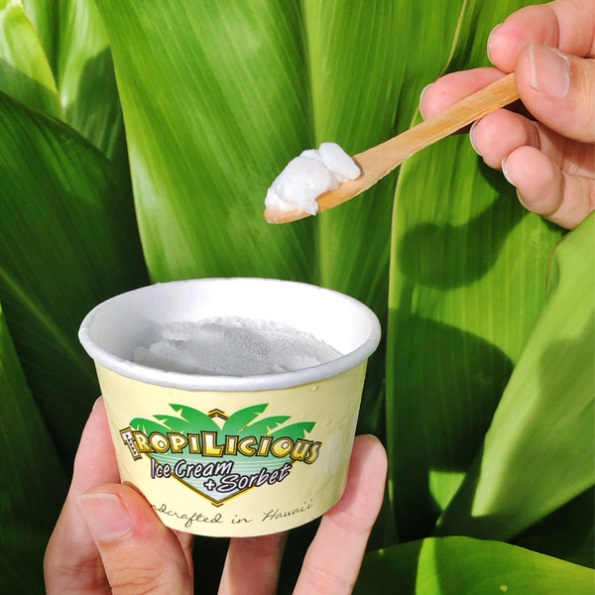 TROPILICIOUS
Ice Cream
+ Sorbet
Handcrafted in Hawaii